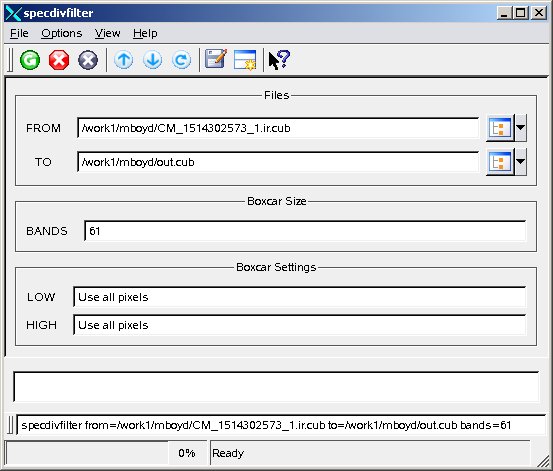 specdivfilter
File Options View Help
Files
FROM /work1/mboyd/CM_1514302573_1.ir.cub
TO /work1/mboyd/out.cub
Boxcar Size
BANDS 61
Boxcar Settings
LOW Use all pixels
HIGH Use all pixels
specdivfilter from=/work1/mboyd/CM_1514302573_1.ir.cub to=/work1/mboyd/out.cub bands=61
0% Ready